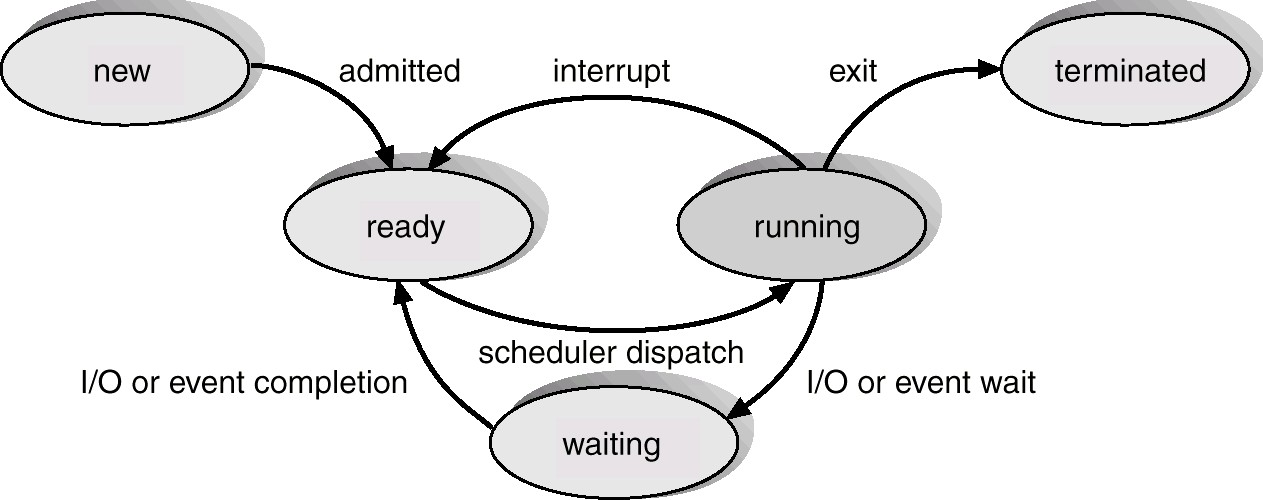 new
admitted
interrupt
exit
terminated
ready
running
scheduler dispatch
I/O or event completion
I/O or event wait
waiting